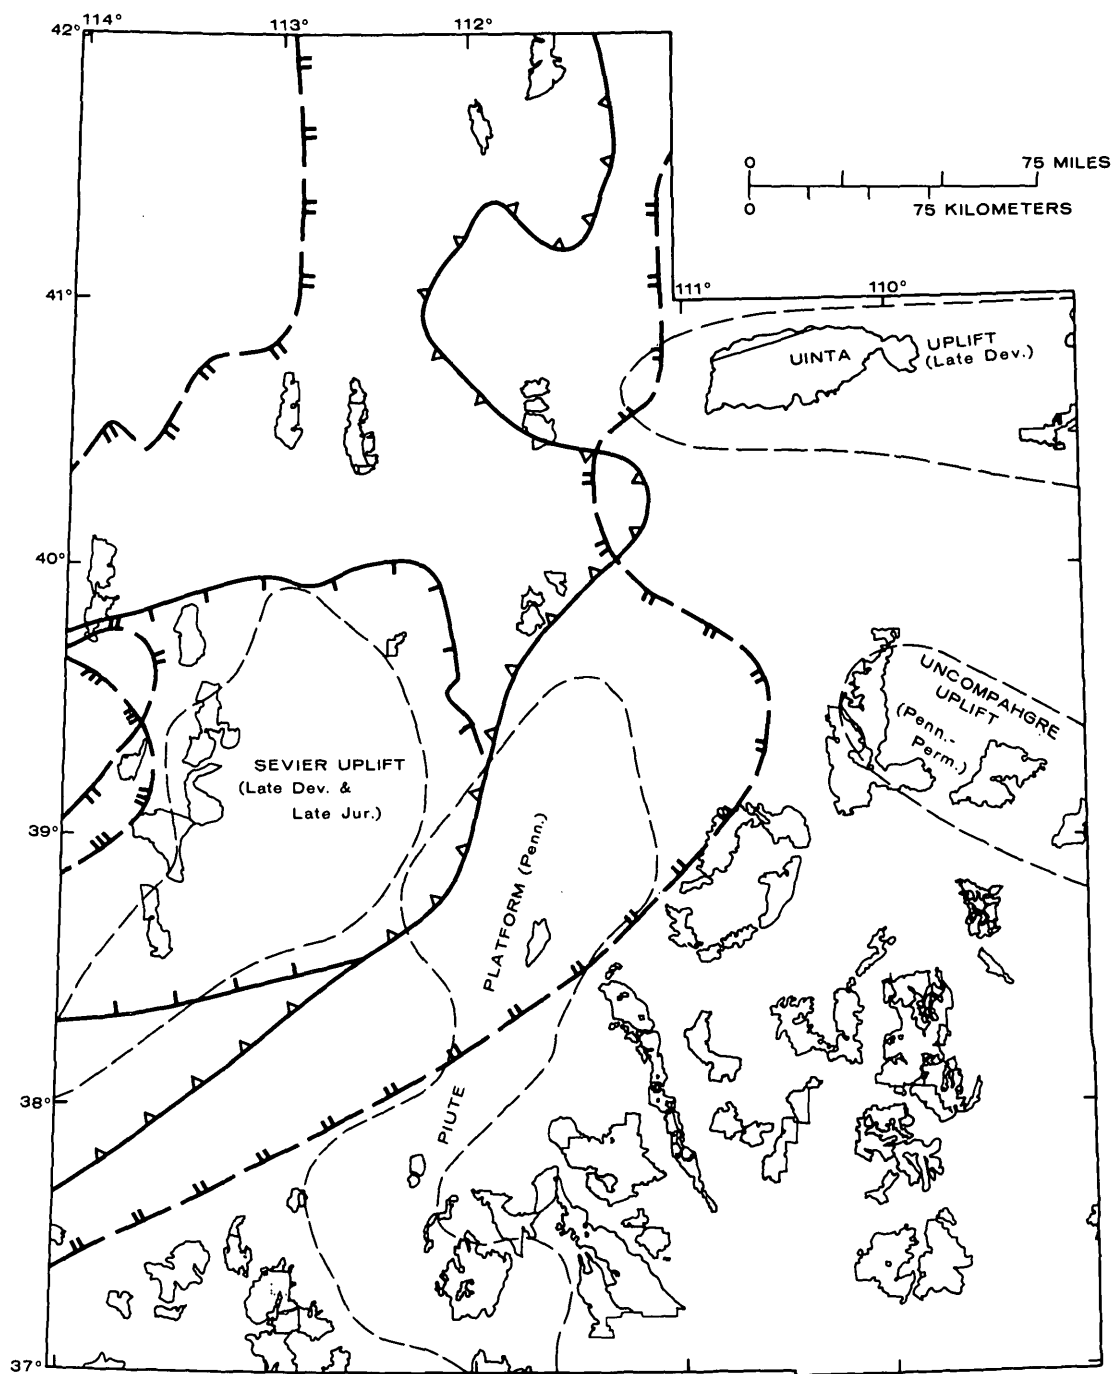 114°
113°
112°
42°
0 75 MILES
0 75 KILOMETERS
41°
111°
110°
UINTA
UPLIFT
(Late Dev.)
40°
UNCOMPAHGRE
UPLIFT
(Penn.-
Perm.)
SEVIER UPLIFT
(Late Dev. &
Late Jur.)
39°
PLATFORM (Penn.)
PIUTE
38°
37°